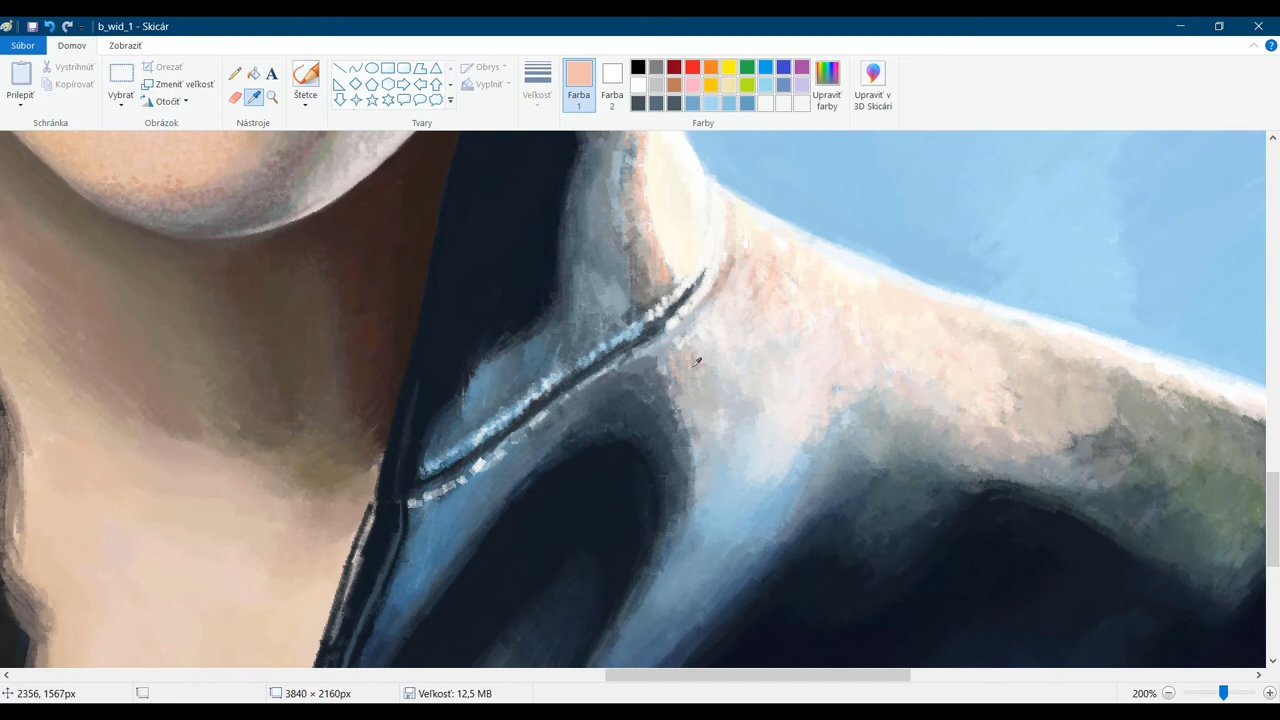 b_wid_1 - Skicár
Súbor Domov Zobraziť
Prilepiť
Vystrihnúť
Kopírovať
Schránka
Vybrať
Orezať
Zmeniť veľkosť
Otočiť
Obrázok
A
Nástroje
Štetce
Obrys
Vyplniť
Tvary
Veľkosť
Farba
1
Farba
2
Upraviť
farby
Farby
Upraviť v
3D Skicári
2356, 1567px
3840 × 2160px
Veľkosť: 12,5 MB
200%